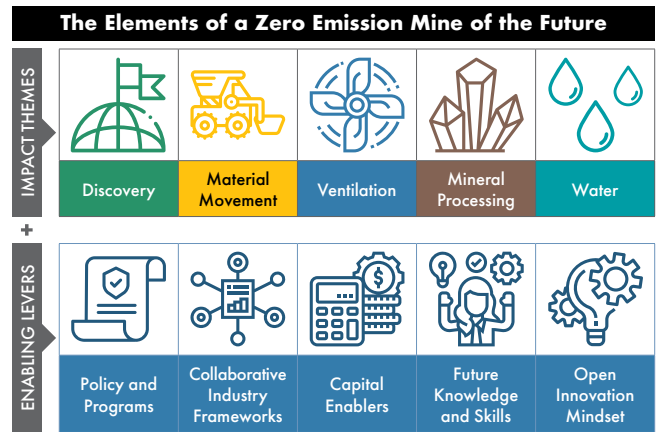 The Elements of a Zero Emission Mine of the Future
IMPACT THEMES
Discovery
Material
Movement
Ventilation
Mineral
Processing
Water
+
ENABLING LEVERS
$
Policy and
Programs
Collaborative
Industry
Frameworks
Capital
Enablers
Future
Knowledge
and Skills
Open
Innovation
Mindset